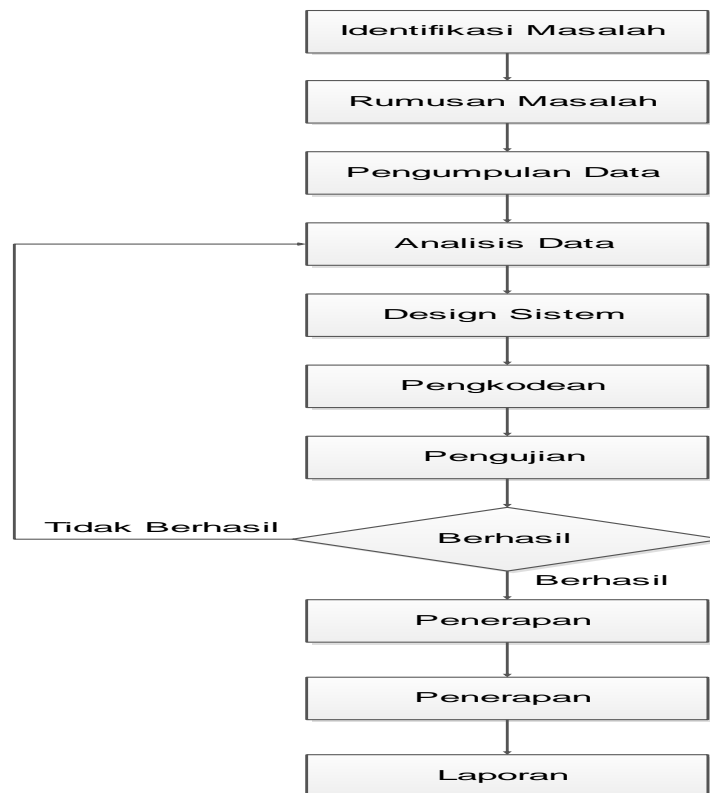 Identifikasi Masalah
Rumusan Masalah
Pengumpulan Data
Analisis Data
Design Sistem
Pengkodean
Pengujian
Tidak Berhasil
Berhasil
Berhasil
Penerapan
Penerapan
Laporan